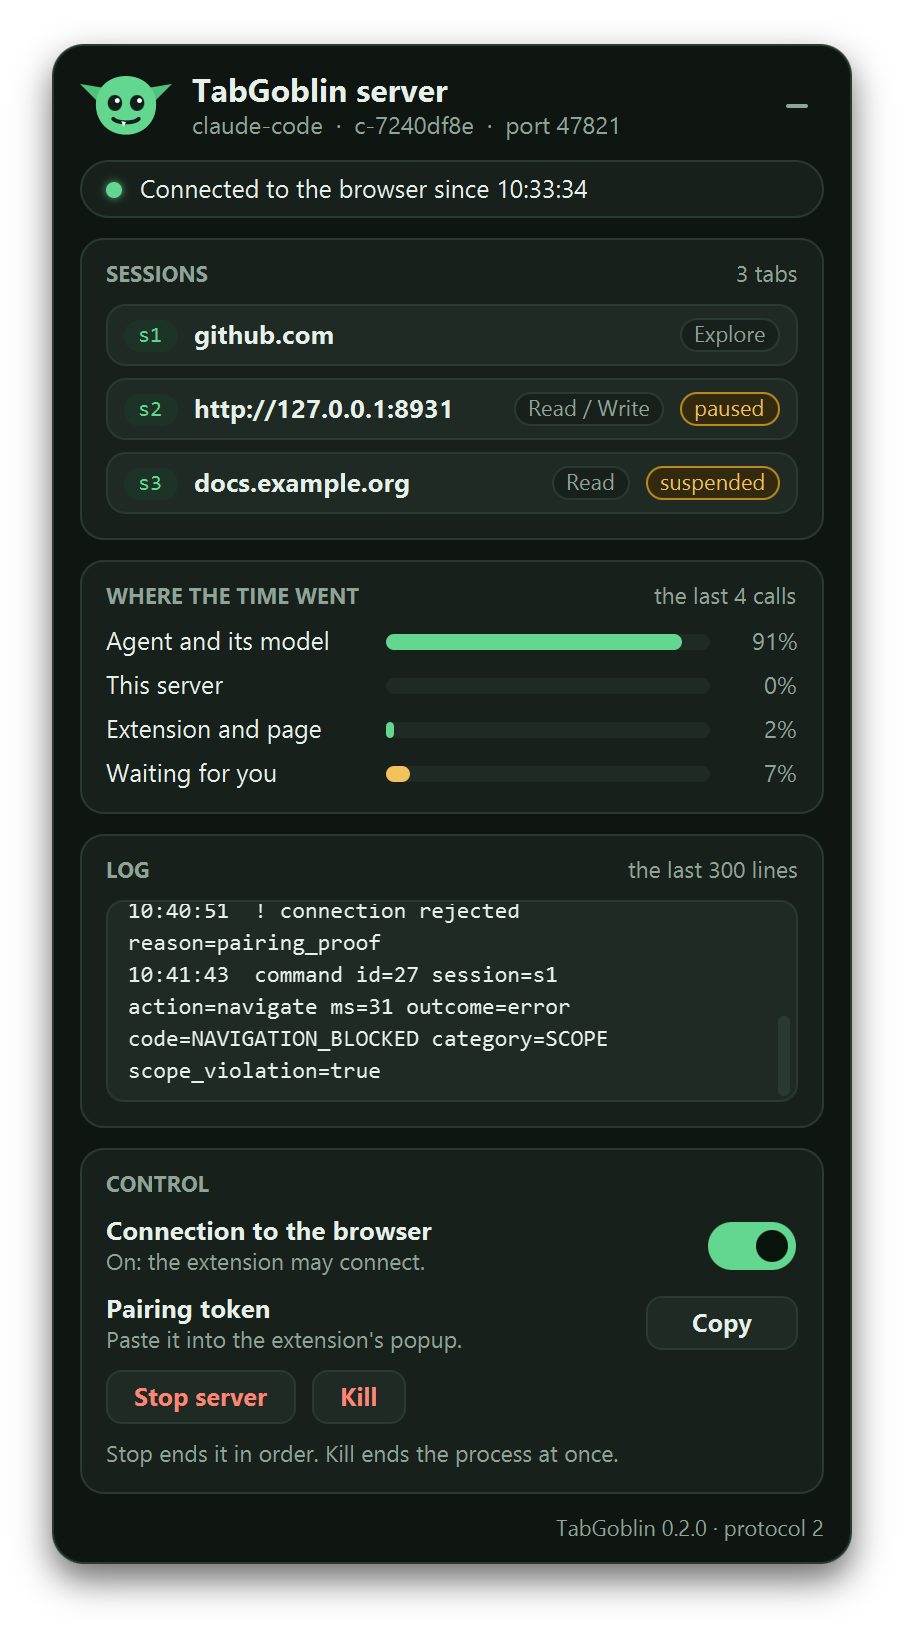 TabGoblin server
claude-code · c-7240df8e · port 47821
Connected to the browser since 10:33:34
SESSIONS 3 tabs
s1 github.com Explore
s2 http://127.0.0.1:8931 Read / Write paused
s3 docs.example.org Read suspended
WHERE THE TIME WENT the last 4 calls
Agent and its model 91%
This server 0%
Extension and page 2%
Waiting for you 7%
LOG the last 300 lines
10:40:51 ! connection rejected
reason=pairing_proof
10:41:43 command id=27 session=s1
action=navigate ms=31 outcome=error
code=NAVIGATION_BLOCKED category=SCOPE
scope_violation=true
CONTROL
Connection to the browser
On: the extension may connect.
Pairing token
Paste it into the extension's popup.
Copy
Stop server Kill
Stop ends it in order. Kill ends the process at once.
TabGoblin 0.2.0 · protocol 2